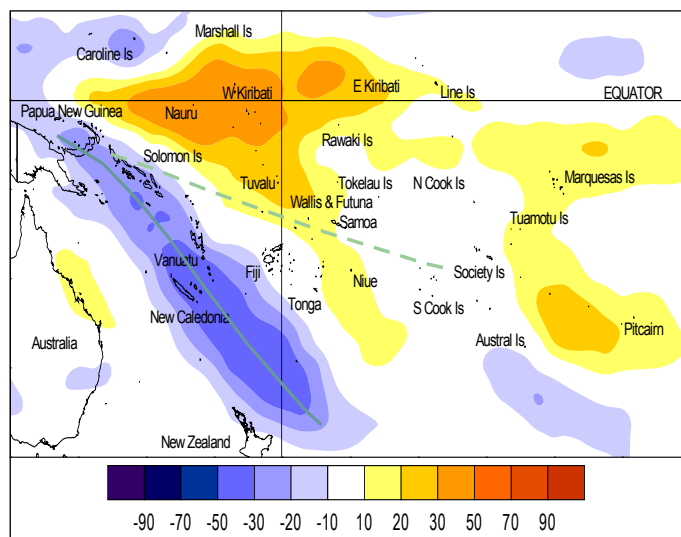 Marshall Is
Caroline Is
W Kiribati
E Kiribati
Line Is
EQUATOR
Papua New Guinea
Nauru
Rawaki Is
Solomon Is
Tuvalu
Tokelau Is
N Cook Is
Marquesas Is
Wallis & Futuna
Samoa
Tuamotu Is
Vanuatu
Fiji
Niue
Society Is
Tonga
New Caledonia
S Cook Is
Pitcairn
Australia
Austral Is
New Zealand
-90 -70 -50 -30 -20 -10 10 20 30 50 70 90